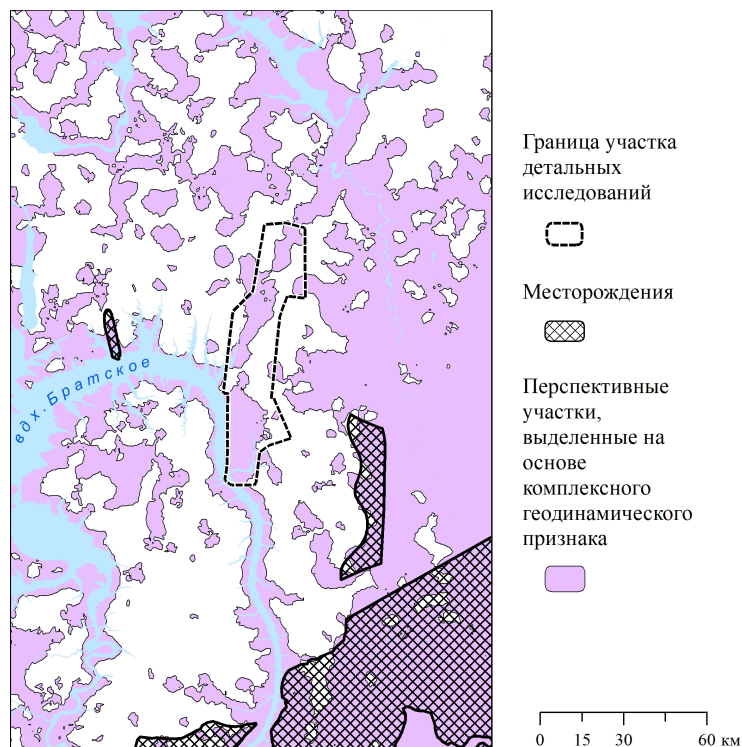 вдх. Братское
Граница участка
детальных
исследований
Месторождения
Перспективные
участки,
выделенные на
основе
комплексного
геодинамического
признака
0 15 30 60 км